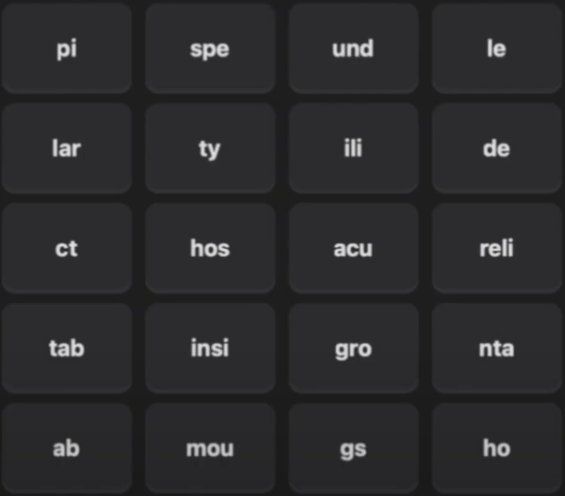 pi spe und le
lar ty ili de
ct hos acu reli
tab insi gro nta
ab mou gs ho